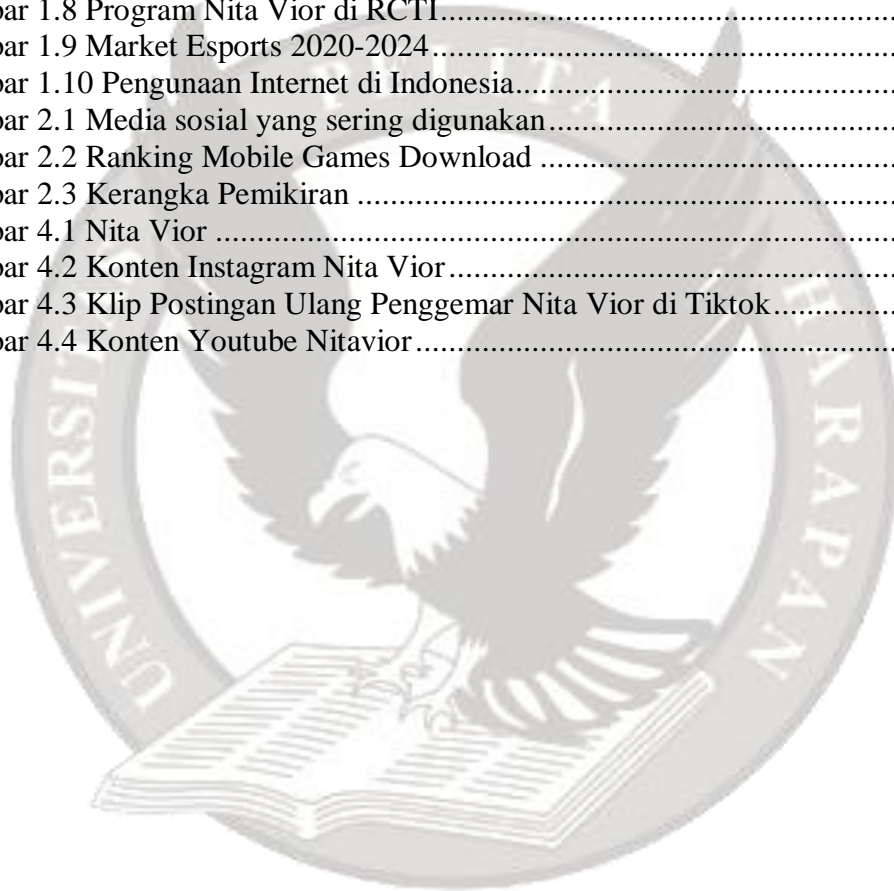 bar 1.8 Program Nita Vior di RCTI....................................................................
bar 1.9 Market Esports 2020-2024....................................................................
bar 1.10 Pengunaan Internet di Indonesia..........................................................
bar 2.1 Media sosial yang sering digunakan......................................................
bar 2.2 Ranking Mobile Games Download ......................................................
bar 2.3 Kerangka Pemikiran .............................................................................
bar 4.1 Nita Vior ...............................................................................................
bar 4.2 Konten Instagram Nita Vior...................................................................
bar 4.3 Klip Postingan Ulang Penggemar Nita Vior di Tiktok..............
bar 4.4 Konten Youtube Nitavior.......................................................................
UNIVERSITAS PELITA HARAPAN